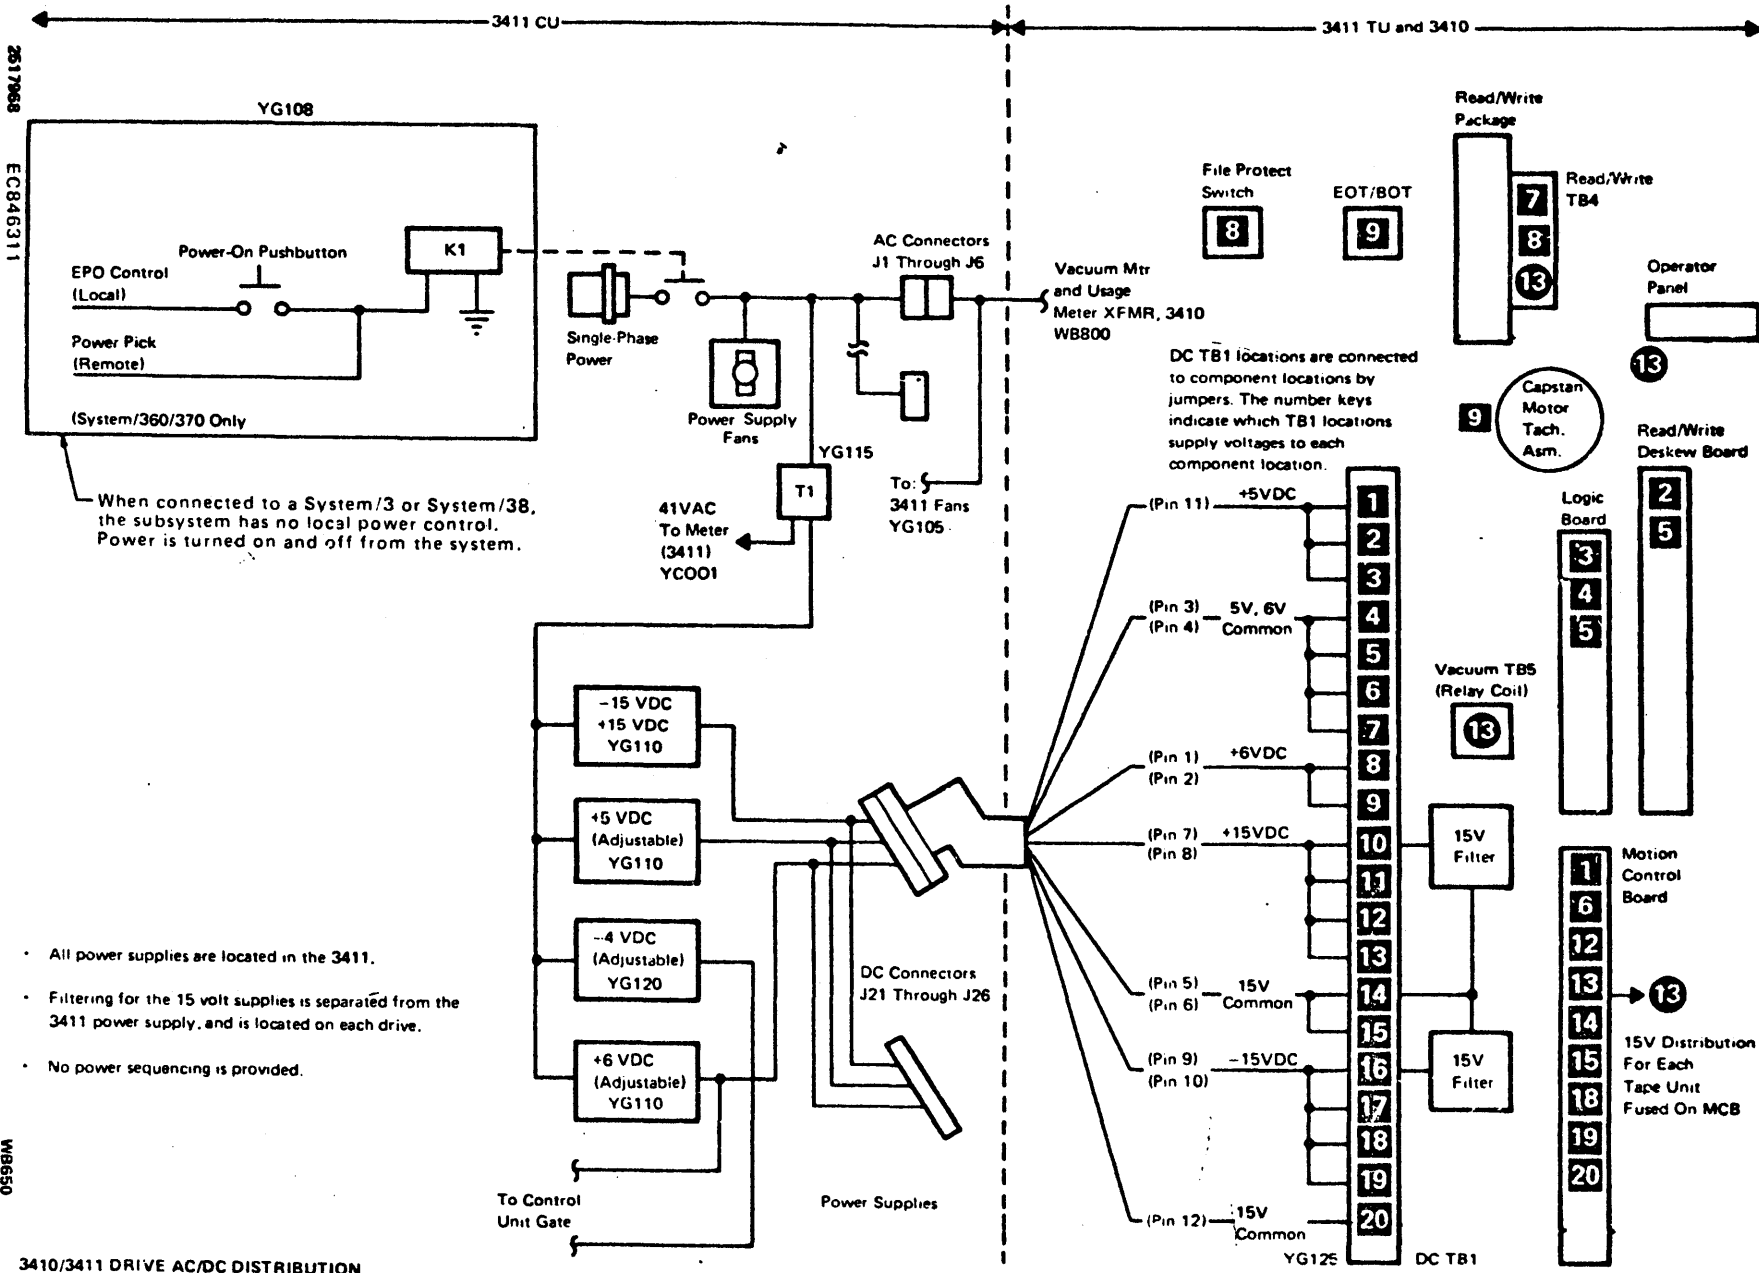 3411 CU
3411 TU and 3410
2617968
EC846311
YG108
Power-On Pushbutton
EPO Control
(Local)
Power Pick
(Remote)
K1
(System/360/370 Only
When connected to a System/3 or System/38,
the subsystem has no local power control.
Power is turned on and off from the system.
Single-Phase
Power
Power Supply
Fans
AC Connectors
J1 Through J6
Vacuum Mtr
and Usage
Meter XFMR, 3410
WB800
YG115
T1
41VAC
To Meter
(3411)
YC001
To:
3411 Fans
YG105
File Protect
Switch
8
EOT/BOT
9
Read/Write
Package
Read/Write
TB4
7
8
13
Operator
Panel
13
DC TB1 locations are connected
to component locations by
jumpers. The number keys
indicate which TB1 locations
supply voltages to each
component location.
9
Capstan
Motor
Tach.
Asm.
Read/Write
Deskew Board
2
5
Logic
Board
3
4
5
(Pin 11)
+5VDC
(Pin 3)
(Pin 4)
5V, 6V
Common
(Pin 1)
(Pin 2)
+6VDC
(Pin 7)
(Pin 8)
+15VDC
(Pin 5)
(Pin 6)
15V
Common
(Pin 9)
(Pin 10)
-15VDC
(Pin 12)
15V
Common
1
2
3
4
5
6
7
8
9
10
11
12
13
14
15
16
17
18
19
20
YG125
DC TB1
Vacuum TB5
(Relay Coil)
13
15V
Filter
15V
Filter
Motion
Control
Board
1
6
12
13
14
15
18
19
20
13
15V Distribution
For Each
Tape Unit
Fused On MCB
-15 VDC
+15 VDC
YG110
+5 VDC
(Adjustable)
YG110
-4 VDC
(Adjustable)
YG120
+6 VDC
(Adjustable)
YG110
DC Connectors
J21 Through J26
To Control
Unit Gate
Power Supplies
· All power supplies are located in the 3411.
· Filtering for the 15 volt supplies is separated from the
3411 power supply, and is located on each drive.
· No power sequencing is provided.
WB650
3410/3411 DRIVE AC/DC DISTRIBUTION